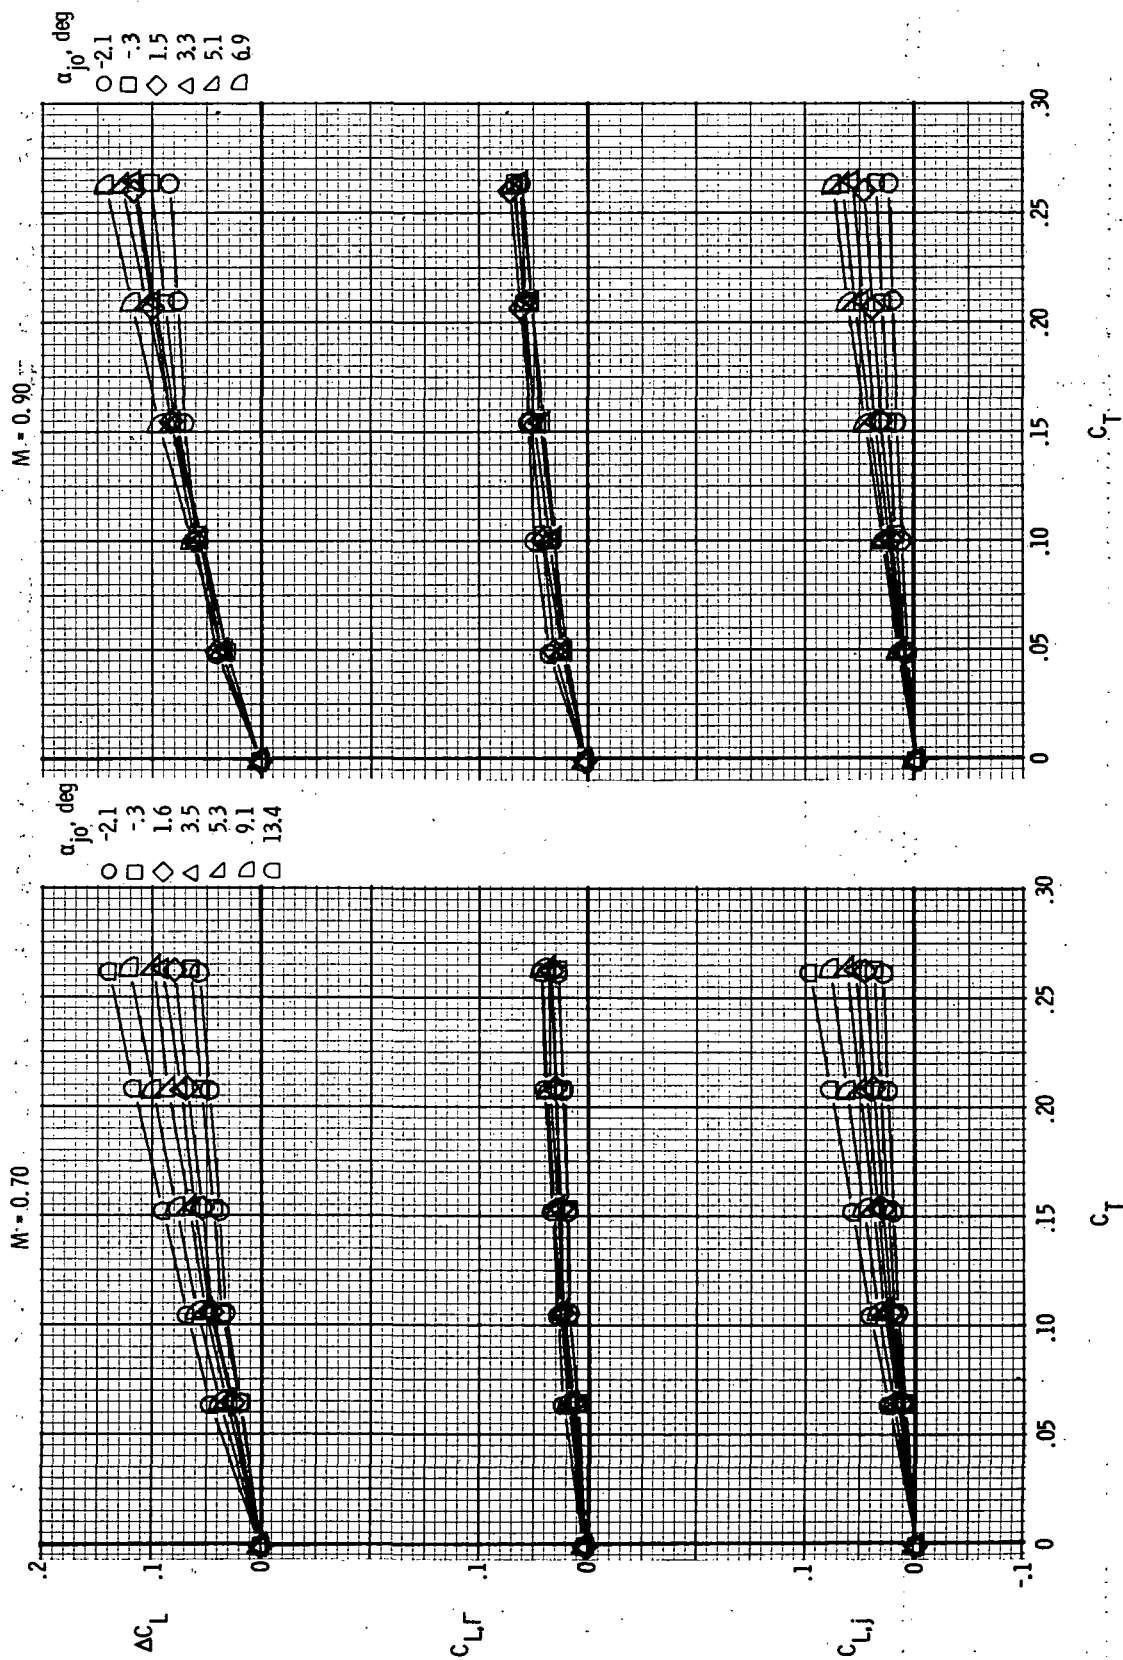 M = 0.70
α_jo, deg
-2.1
-.3
1.6
3.5
5.3
9.1
13.4
M = 0.90
α_jo, deg
-2.1
-.3
1.5
3.3
5.1
6.9
ΔC_L
.2
.1
0
C_L,Γ
.1
0
C_L,j
.1
0
-.1
0 .05 .10 .15 .20 .25 .30
C_T
0 .05 .10 .15 .20 .25 .30
C_T